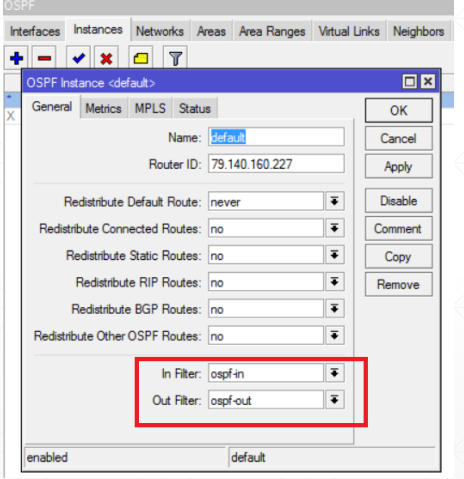 OSPF
Interfaces Instances Networks Areas Area Ranges Virtual Links Neighbors
OSPF Instance <default>
General Metrics MPLS Status
Name: default
Router ID: 79.140.160.227
Redistribute Default Route: never
Redistribute Connected Routes: no
Redistribute Static Routes: no
Redistribute RIP Routes: no
Redistribute BGP Routes: no
Redistribute Other OSPF Routes: no
In Filter: ospf-in
Out Filter: ospf-out
enabled default
OK
Cancel
Apply
Disable
Comment
Copy
Remove
*
X